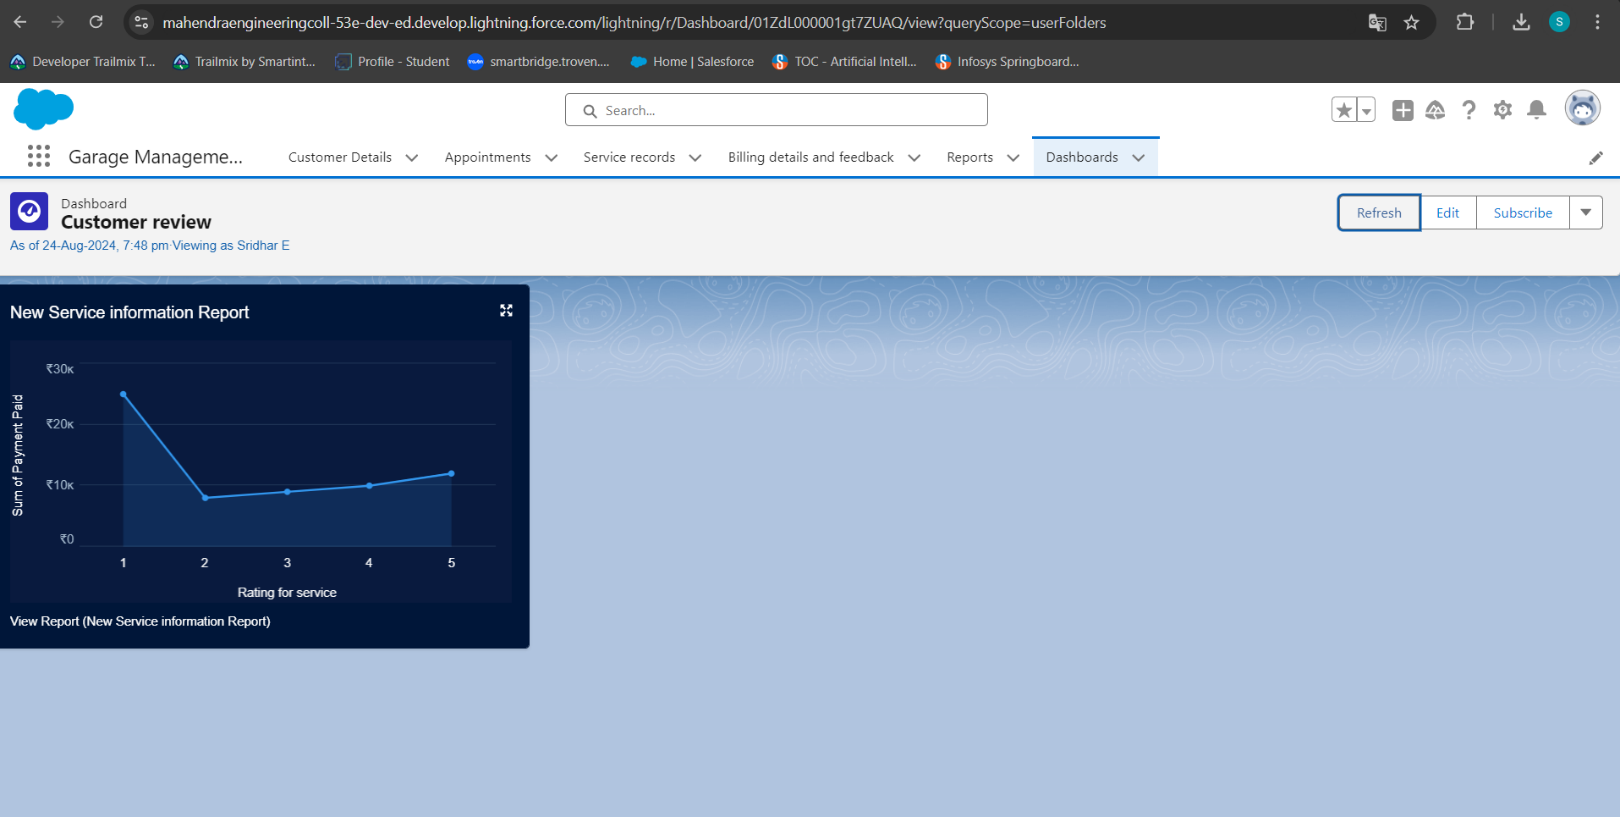 mahendraengineeringcoll-53e-dev-ed.develop.lightning.force.com/lightning/r/Dashboard/01ZdL000001gt7ZUAQ/view?queryScope=userFolders
S
Developer Trailmix T...
Trailmix by Smartint...
Profile - Student
smartbridge.troven....
Home | Salesforce
TOC - Artificial Intell...
Infosys Springboard...
Search...
Garage Manageme...
Customer Details
Appointments
Service records
Billing details and feedback
Reports
Dashboards
Dashboard
Customer review
As of 24-Aug-2024, 7:48 pm·Viewing as Sridhar E
Refresh
Edit
Subscribe
New Service information Report
Sum of Payment Paid
₹30K
₹20K
₹10K
₹0
1 2 3 4 5
Rating for service
View Report (New Service information Report)